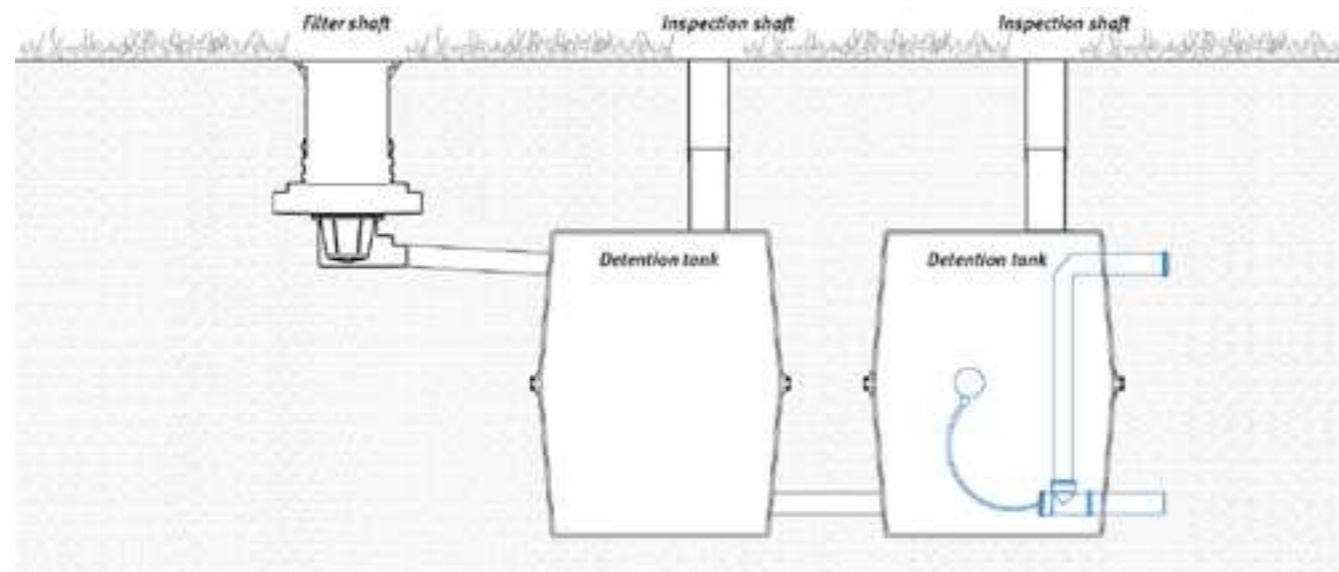 Filter shaft
Inspection shaft
Inspection shaft
Detention tank
Detention tank